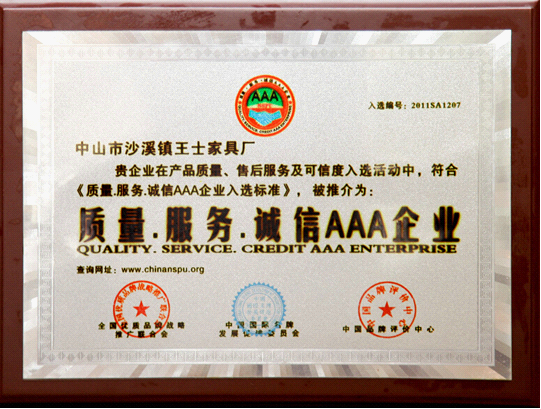 AAA
入选编号：2011SA1207
中山市沙溪镇王士家具厂
贵企业在产品质量、售后服务及可信度入选活动中，符合
《质量.服务.诚信AAA企业入选标准》，被推介为：
质量.服务.诚信AAA企业
QUALITY. SERVICE. CREDIT AAA ENTERPRISE
查询网址：www.chinanspu.org
全国优质品牌战略
推广联合会
中国国际品牌
发展促进委员会
中国品牌评价中心